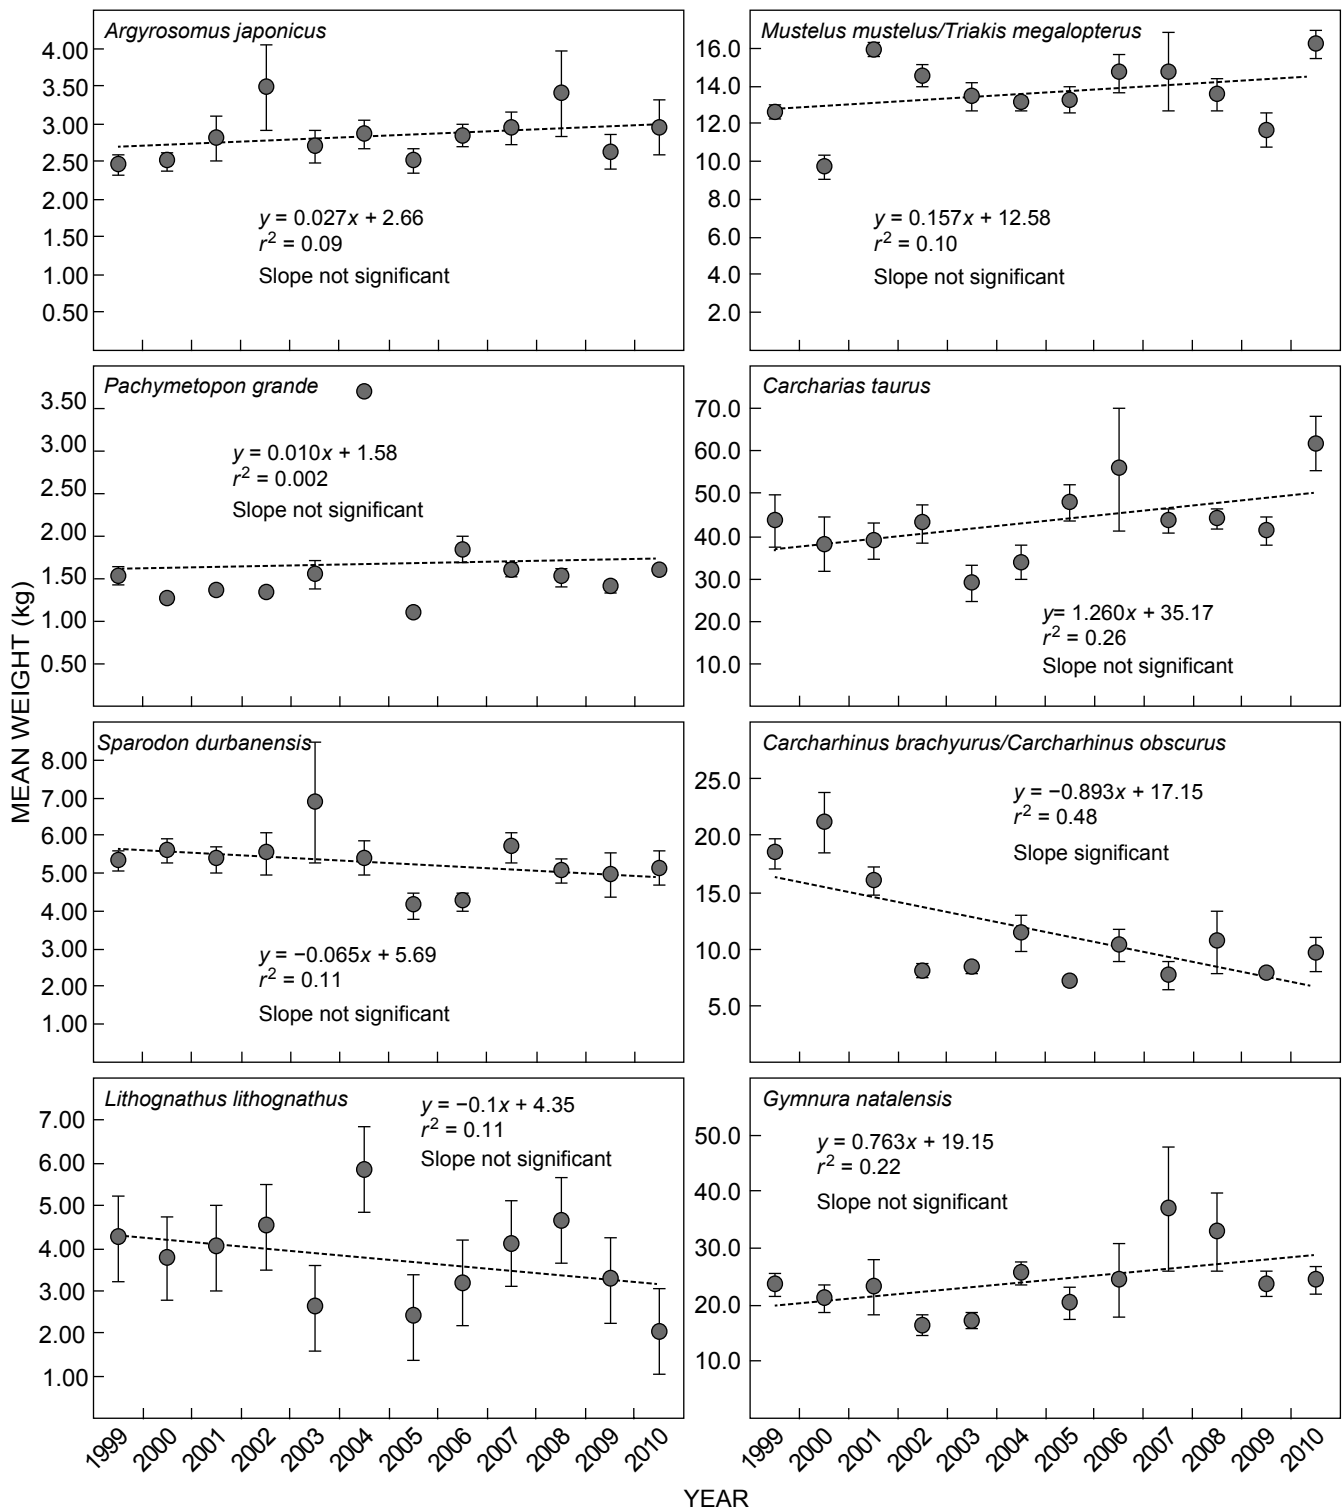 MEAN WEIGHT (kg)
Argyrosomus japonicus
4.00
3.50
3.00
2.50
2.00
1.50
1.00
0.50
y = 0.027x + 2.66
r² = 0.09
Slope not significant
Mustelus mustelus/Triakis megalopterus
16.0
14.0
12.0
10.0
8.0
6.0
4.0
2.0
y = 0.157x + 12.58
r² = 0.10
Slope not significant
Pachymetopon grande
3.50
3.00
2.50
2.00
1.50
1.00
0.50
y = 0.010x + 1.58
r² = 0.002
Slope not significant
Carcharias taurus
70.0
60.0
50.0
40.0
30.0
20.0
10.0
y= 1.260x + 35.17
r² = 0.26
Slope not significant
Sparodon durbanensis
8.00
7.00
6.00
5.00
4.00
3.00
2.00
1.00
y = −0.065x + 5.69
r² = 0.11
Slope not significant
Carcharhinus brachyurus/Carcharhinus obscurus
25.0
20.0
15.0
10.0
5.0
y = −0.893x + 17.15
r² = 0.48
Slope significant
Lithognathus lithognathus
7.00
6.00
5.00
4.00
3.00
2.00
1.00
y = −0.1x + 4.35
r² = 0.11
Slope not significant
1999 2000 2001 2002 2003 2004 2005 2006 2007 2008 2009 2010
Gymnura natalensis
50.0
40.0
30.0
20.0
10.0
y = 0.763x + 19.15
r² = 0.22
Slope not significant
1999 2000 2001 2002 2003 2004 2005 2006 2007 2008 2009 2010
YEAR